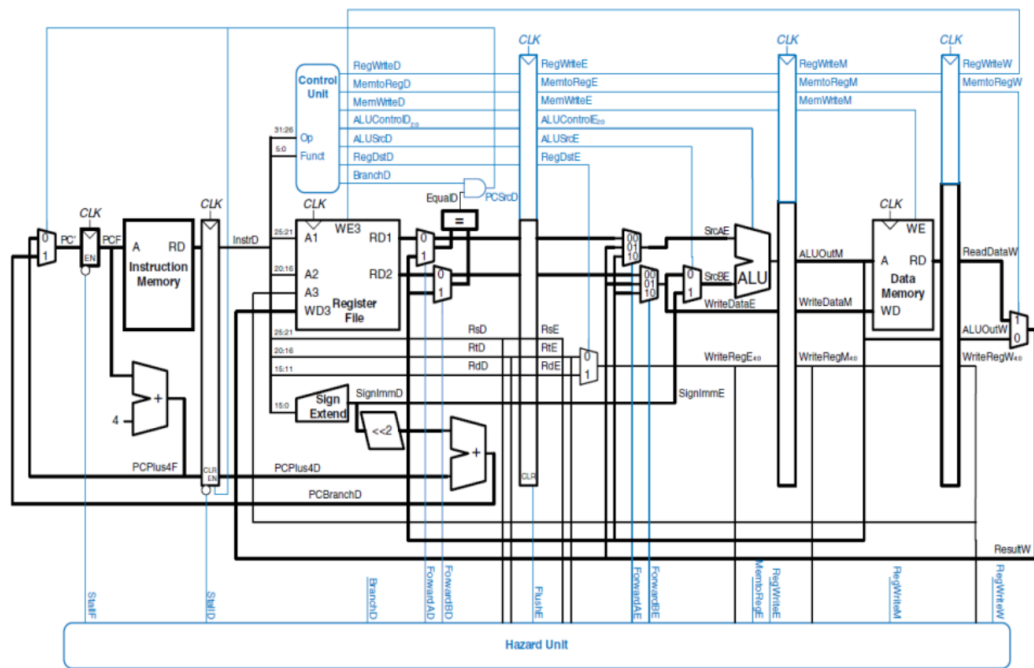 CLK CLK CLK
CLK
Control
Unit
RegWriteD RegWriteE RegWriteM RegWriteW
MemtoRegD MemtoRegE MemtoRegM MemtoRegW
MemWriteD MemWriteE MemWriteM
ALUControlD2:0 ALUControlE2:0
31:26 Op ALUSrcD ALUSrcE
5:0 Funct RegDstD RegDstE
BranchD
EqualD PCSrcD
CLK CLK CLK CLK
WE3 = WE
0 1 PC' PCF EN A RD InstrD
Instruction
Memory
25:21 A1 RD1 0 1 00 01 10 SrcAE
20:16 A2 RD2 0 1 00 01 10 0 1 SrcBE ALU ALUOutM A RD ReadDataW
A3 Register
WD3 File
WriteDataE WriteDataM Data
Memory
WD 1 0 ALUOutW
25:21 RsD RsE
20:16 RtD RtE 0 1 WriteRegE4:0 WriteRegM4:0 WriteRegW4:0
15:11 RdD RdE
15:0 Sign
Extend
SignImmD SignImmE
4 + <<2 +
CLR
EN
CLR
PCPlus4F PCPlus4D
PCBranchD
ResultW
StallF StallD BranchD ForwardAD ForwardBD FlushE ForwardAE ForwardBE MemtoRegE RegWriteE RegWriteM RegWriteW
Hazard Unit